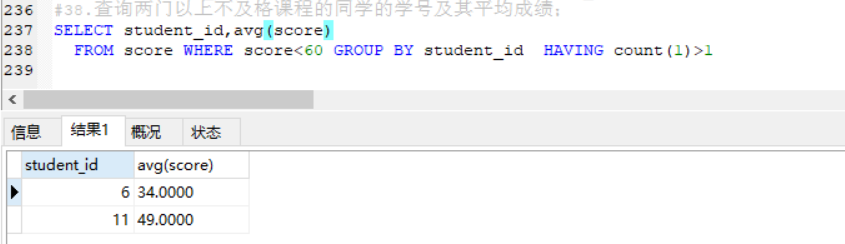 236 #38.查询两门以上不及格课程的同学的学号及其平均成绩;
237 SELECT student_id,avg(score)
238 FROM score WHERE score<60 GROUP BY student_id HAVING count(1)>1
239
信息 结果1 概况 状态
student_id avg(score)
6 34.0000
11 49.0000